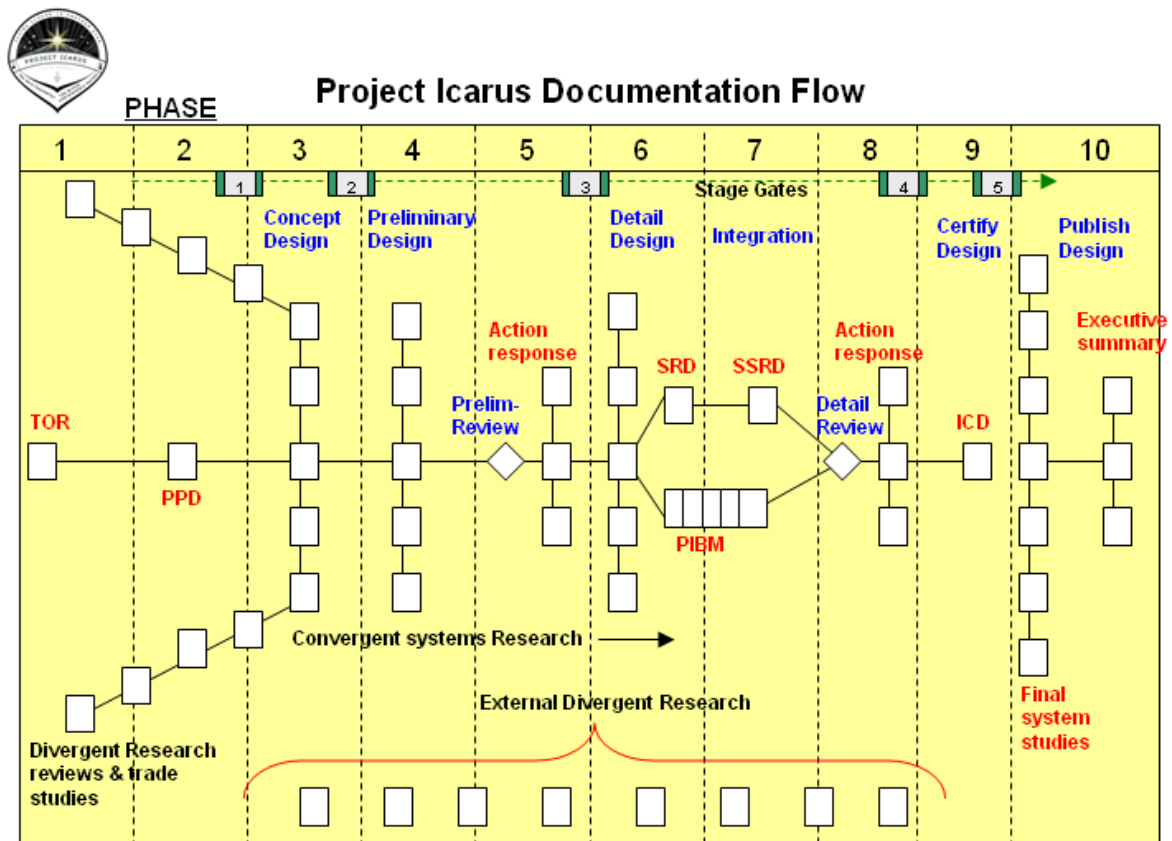 PROJECT ICARUS
Project Icarus Documentation Flow
PHASE
1 2 3 4 5 6 7 8 9 10
1 2 3 4 5
Stage Gates
Concept
Design
Preliminary
Design
Detail
Design
Integration
Certify
Design
Publish
Design
Action
response
Executive
summary
SRD
SSRD
Action
response
Prelim-
Review
Detail
Review
TOR
ICD
PPD
PIBM
Convergent systems Research
External Divergent Research
Final
system
studies
Divergent Research
reviews & trade
studies